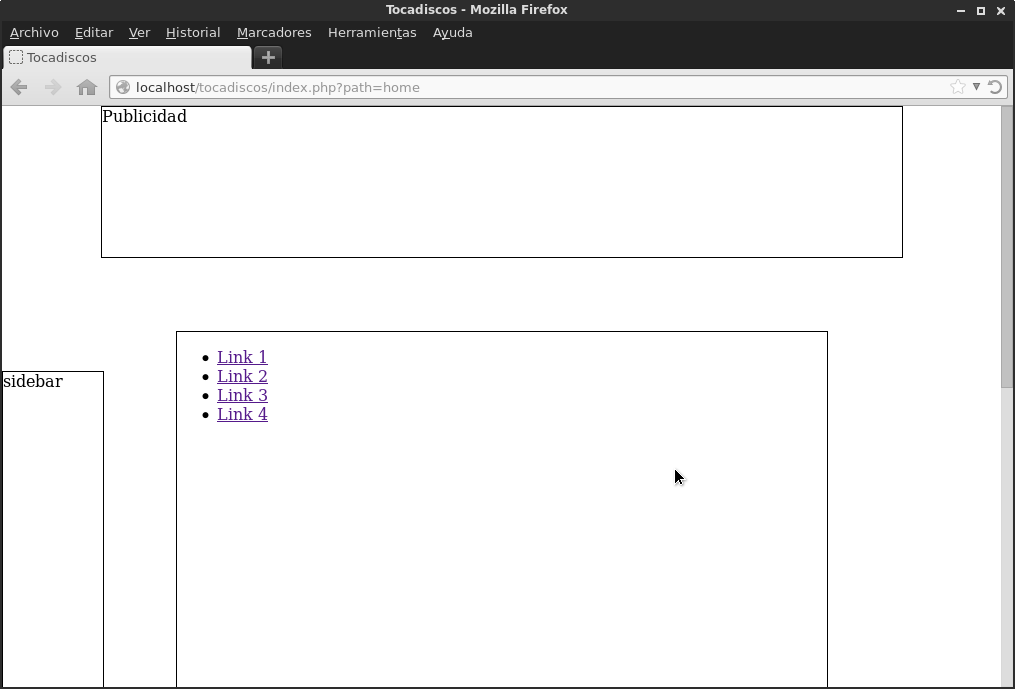 Tocadiscos - Mozilla Firefox
Archivo Editar Ver Historial Marcadores Herramientas Ayuda
Tocadiscos
localhost/tocadiscos/index.php?path=home
Publicidad
Link 1
Link 2
sidebar
Link 3
Link 4